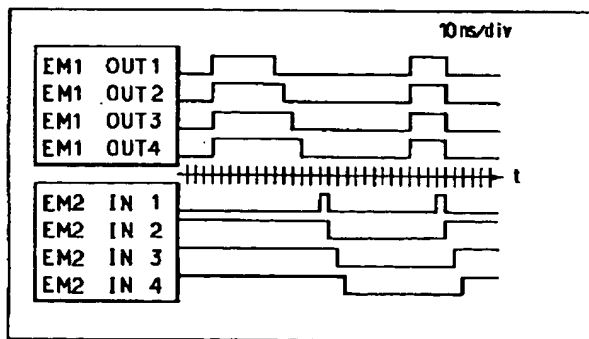 10ns/div
EM1 OUT1
EM1 OUT2
EM1 OUT3
EM1 OUT4
t
EM2 IN 1
EM2 IN 2
EM2 IN 3
EM2 IN 4